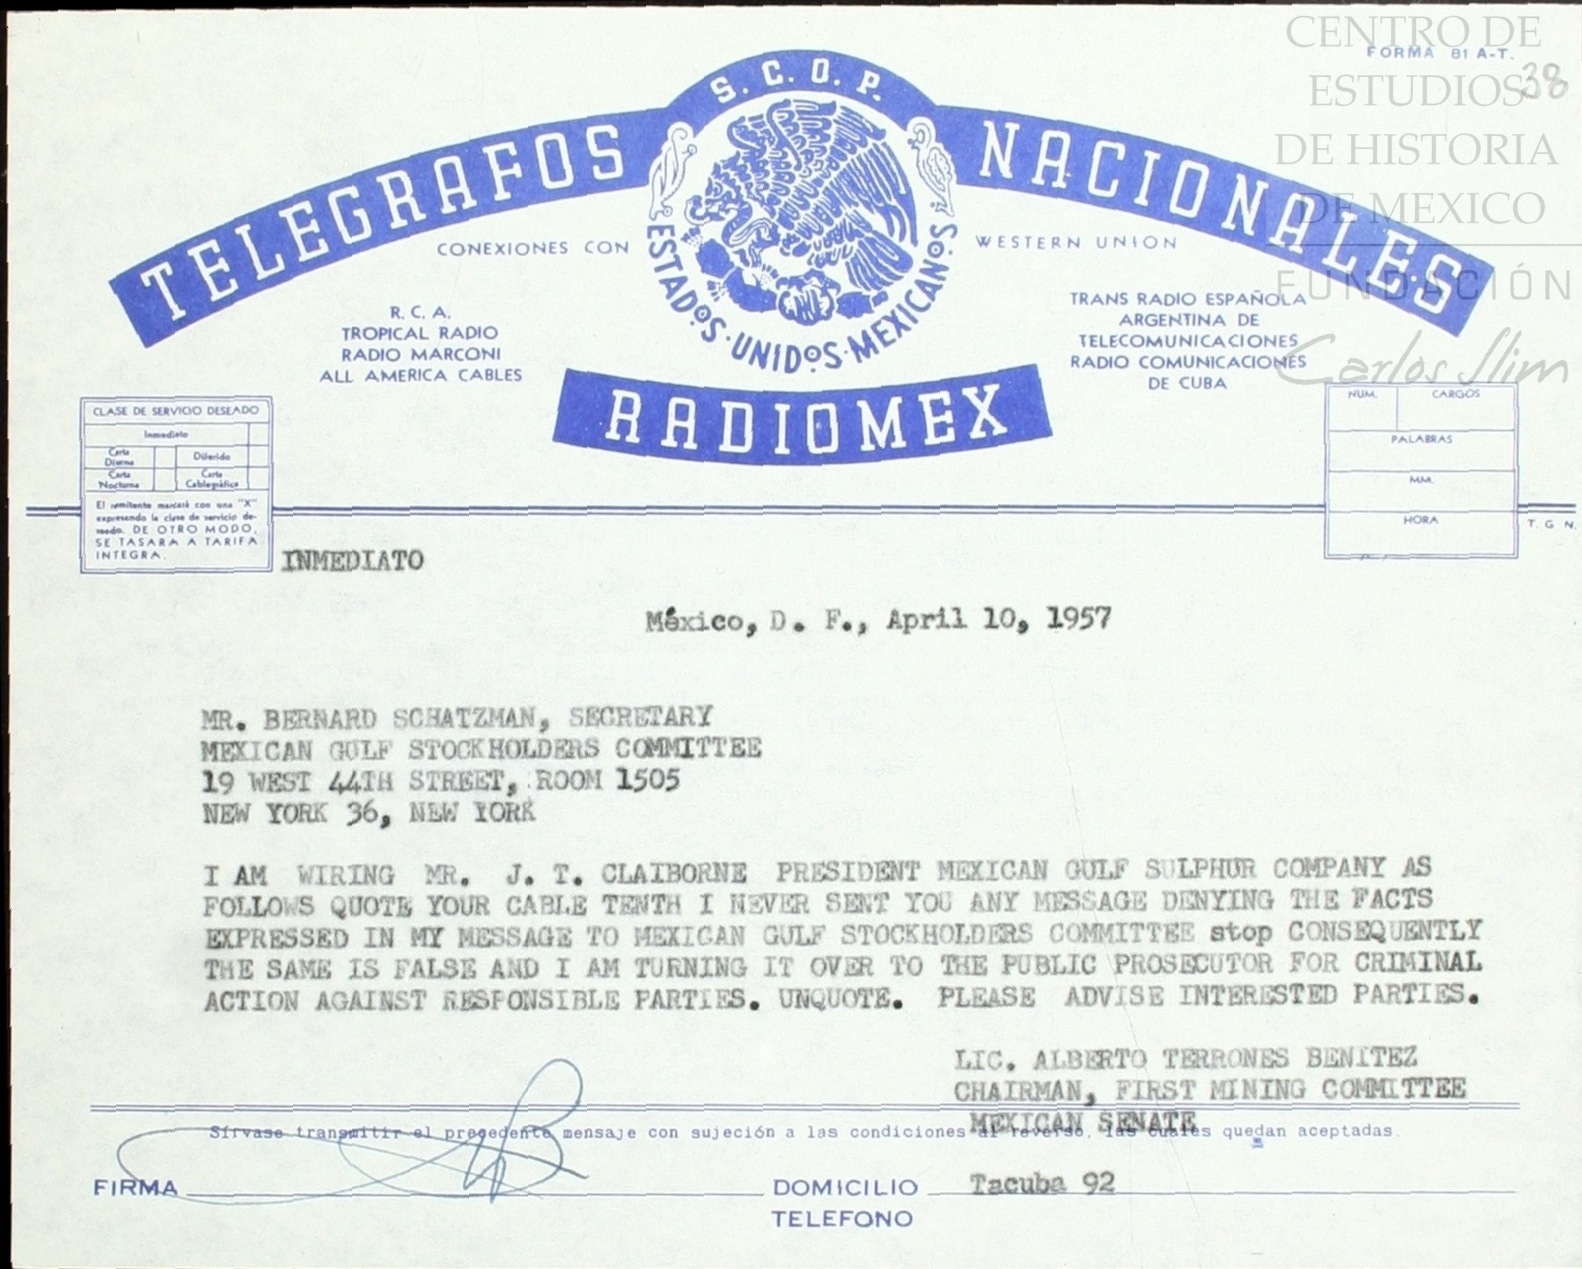 CENTRO DE
ESTUDIOS
DE HISTORIA
DE MEXICO
FUNDACIÓN
Carlos Slim
FORMA 81 A-T.
38
S. C. O. P.
TELEGRAFOS NACIONALES
CONEXIONES CON
WESTERN UNION
ESTADOS·UNIDOS·MEXICANOS
R. C. A.
TROPICAL RADIO
RADIO MARCONI
ALL AMERICA CABLES
TRANS RADIO ESPAÑOLA
ARGENTINA DE
TELECOMUNICACIONES
RADIO COMUNICACIONES
DE CUBA
RADIOMEX
CLASE DE SERVICIO DESEADO
Inmediato
Carta Diurna
Diferido
Carta Nocturna
Carta Cablegráfica
El remitente marcará con una "X"
expresando la clase de servicio de-
seado. DE OTRO MODO,
SE TASARA A TARIFA
INTEGRA.
NUM. CARGOS
PALABRAS
MM.
HORA
T. G. N.
INMEDIATO
México, D. F., April 10, 1957
MR. BERNARD SCHATZMAN, SECRETARY
MEXICAN GULF STOCKHOLDERS COMMITTEE
19 WEST 44TH STREET, ROOM 1505
NEW YORK 36, NEW YORK
I AM WIRING MR. J. T. CLAIBORNE PRESIDENT MEXICAN GULF SULPHUR COMPANY AS
FOLLOWS QUOTE YOUR CABLE TENTH I NEVER SENT YOU ANY MESSAGE DENYING THE FACTS
EXPRESSED IN MY MESSAGE TO MEXICAN GULF STOCKHOLDERS COMMITTEE stop CONSEQUENTLY
THE SAME IS FALSE AND I AM TURNING IT OVER TO THE PUBLIC PROSECUTOR FOR CRIMINAL
ACTION AGAINST RESPONSIBLE PARTIES. UNQUOTE. PLEASE ADVISE INTERESTED PARTIES.
LIC. ALBERTO TERRONES BENITEZ
CHAIRMAN, FIRST MINING COMMITTEE
MEXICAN SENATE
Sírvase transmitir el precedente mensaje con sujeción a las condiciones al reverso, las cuales quedan aceptadas.
FIRMA
DOMICILIO Tacuba 92
TELEFONO